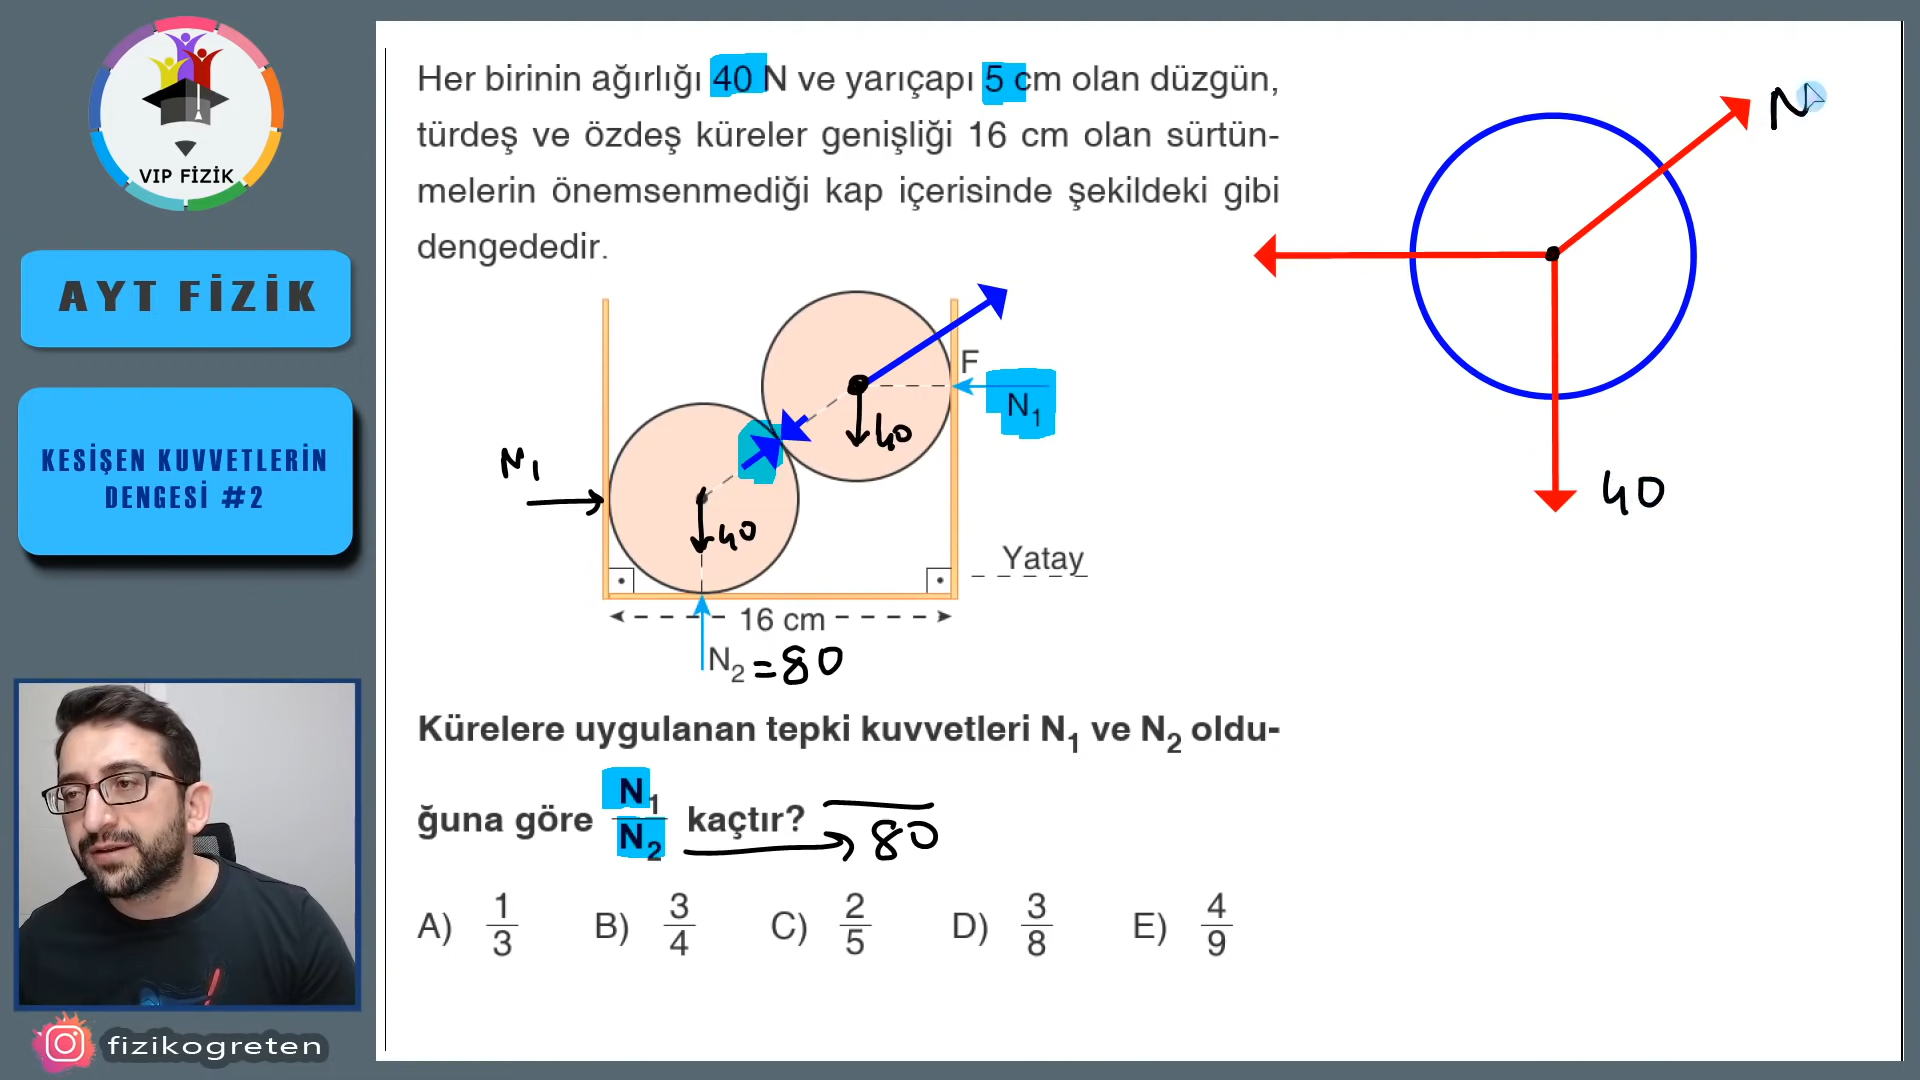 VIP FİZİK
AYT FİZİK
KESİŞEN KUVVETLERİN
DENGESİ #2
fizikogreten
Her birinin ağırlığı 40 N ve yarıçapı 5 cm olan düzgün,
türdeş ve özdeş küreler genişliği 16 cm olan sürtün-
melerin önemsenmediği kap içerisinde şekildeki gibi
dengededir.
N
40
F
N₁
40
N₁
40
Yatay
16 cm
N₂ = 80
Kürelere uygulanan tepki kuvvetleri N₁ ve N₂ oldu-
ğuna göre N₁/N₂ kaçtır? 80
A) 1/3 B) 3/4 C) 2/5 D) 3/8 E) 4/9